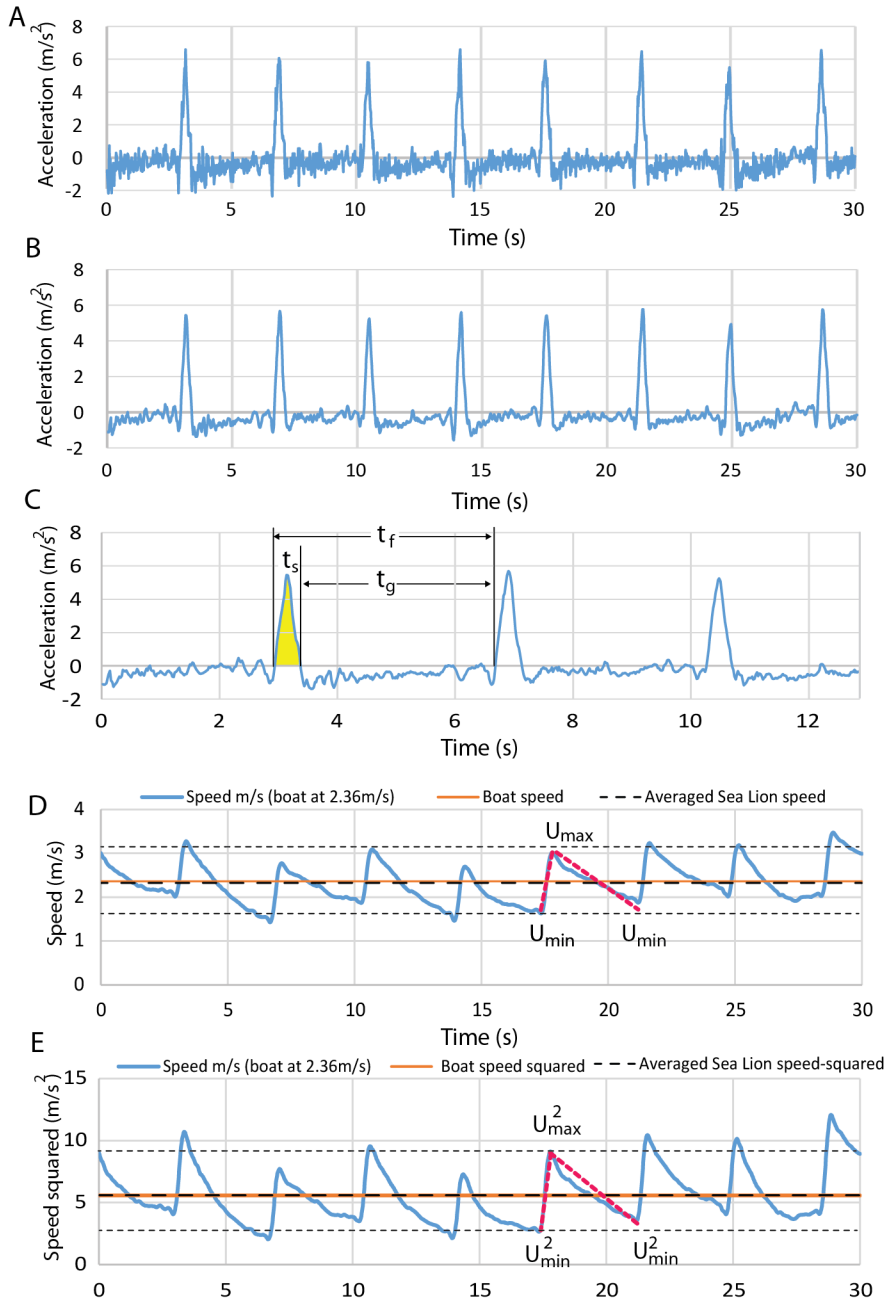 A
Acceleration (m/s2)
8
6
4
2
0
-2
0 5 10 15 20 25 30
Time (s)
B
Acceleration (m/s2)
8
6
4
2
0
-2
0 5 10 15 20 25 30
Time (s)
C
Acceleration (m/s2)
8
6
4
2
0
-2
tf
ts
tg
0 2 4 6 8 10 12
Time (s)
D
Speed m/s (boat at 2.36m/s) Boat speed Averaged Sea Lion speed
Speed (m/s)
4
3
2
1
0
Umax
Umin Umin
0 5 10 15 20 25 30
Time (s)
E
Speed m/s (boat at 2.36m/s) Boat speed squared Averaged Sea Lion speed-squared
Speed squared (m/s2)
15
10
5
0
U2max
U2min U2min
0 5 10 15 20 25 30